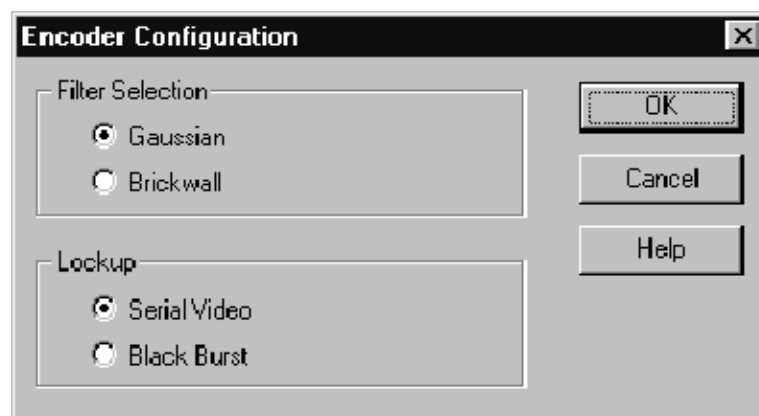 Encoder Configuration
Filter Selection
Gaussian
Brickwall
Lockup
Serial Video
Black Burst
OK
Cancel
Help